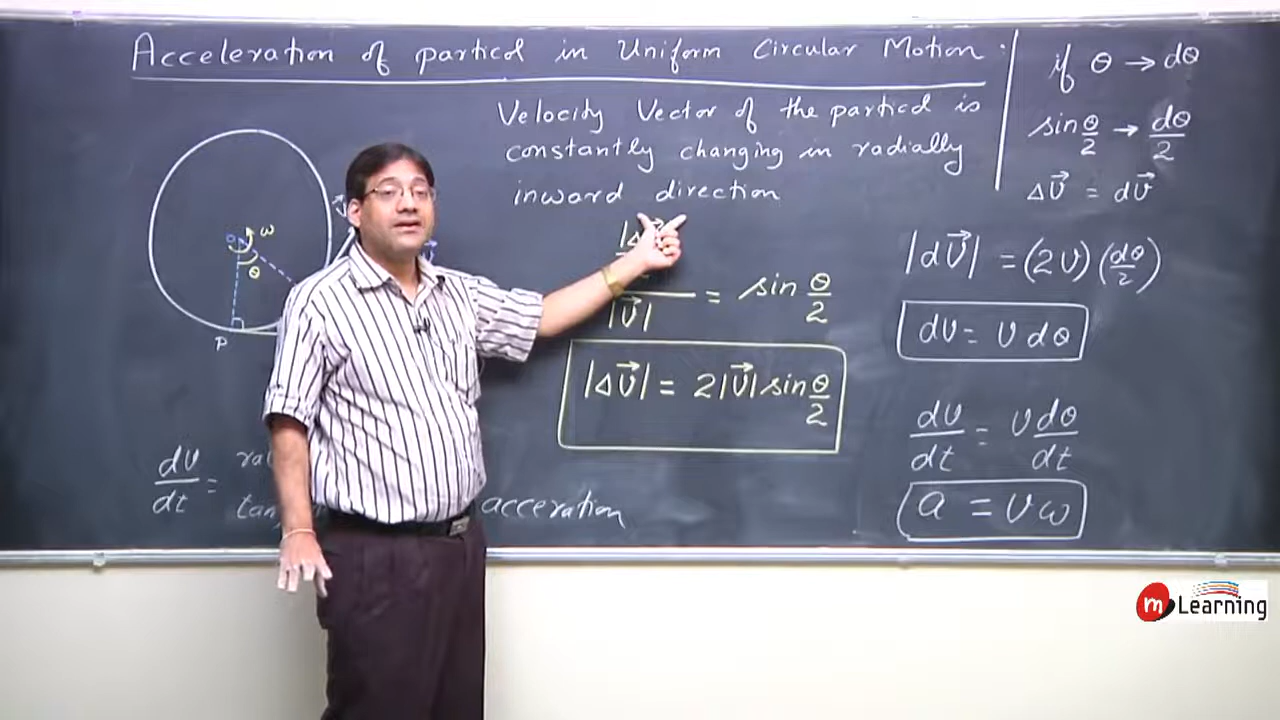 Acceleration of particd in Uniform Circular Motion.
Velocity Vector of the particd is
constantly changing in radially
inward direction
O ω
θ
P
|Δ
|v⃗| = sin θ/2
|Δv⃗| = 2|v⃗| sin θ/2
dv/dt =
acceration
if θ → dθ
sin θ/2 → dθ/2
Δv⃗ = dv⃗
|dv⃗| = (2v)(dθ/2)
dv = v dθ
dv/dt = v dθ/dt
a = vω
m Learning